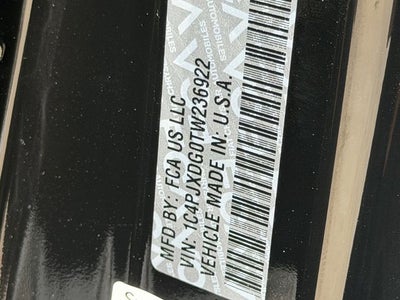 MFD BY: FCA US LLC
VIN: 1C4PJXDG0TW236922
VEHICLE MADE IN: U.S.A.